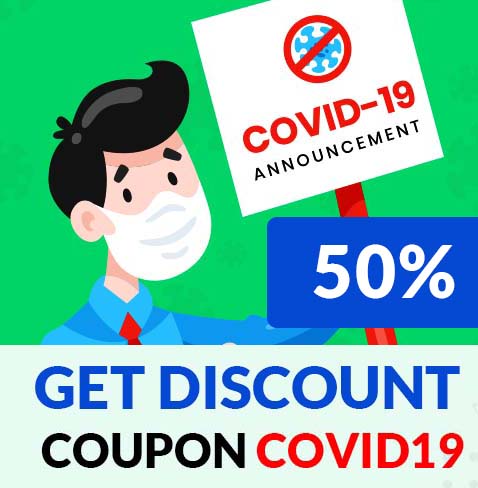 COVID-19
ANNOUNCEMENT
50%
GET DISCOUNT
COUPON COVID19